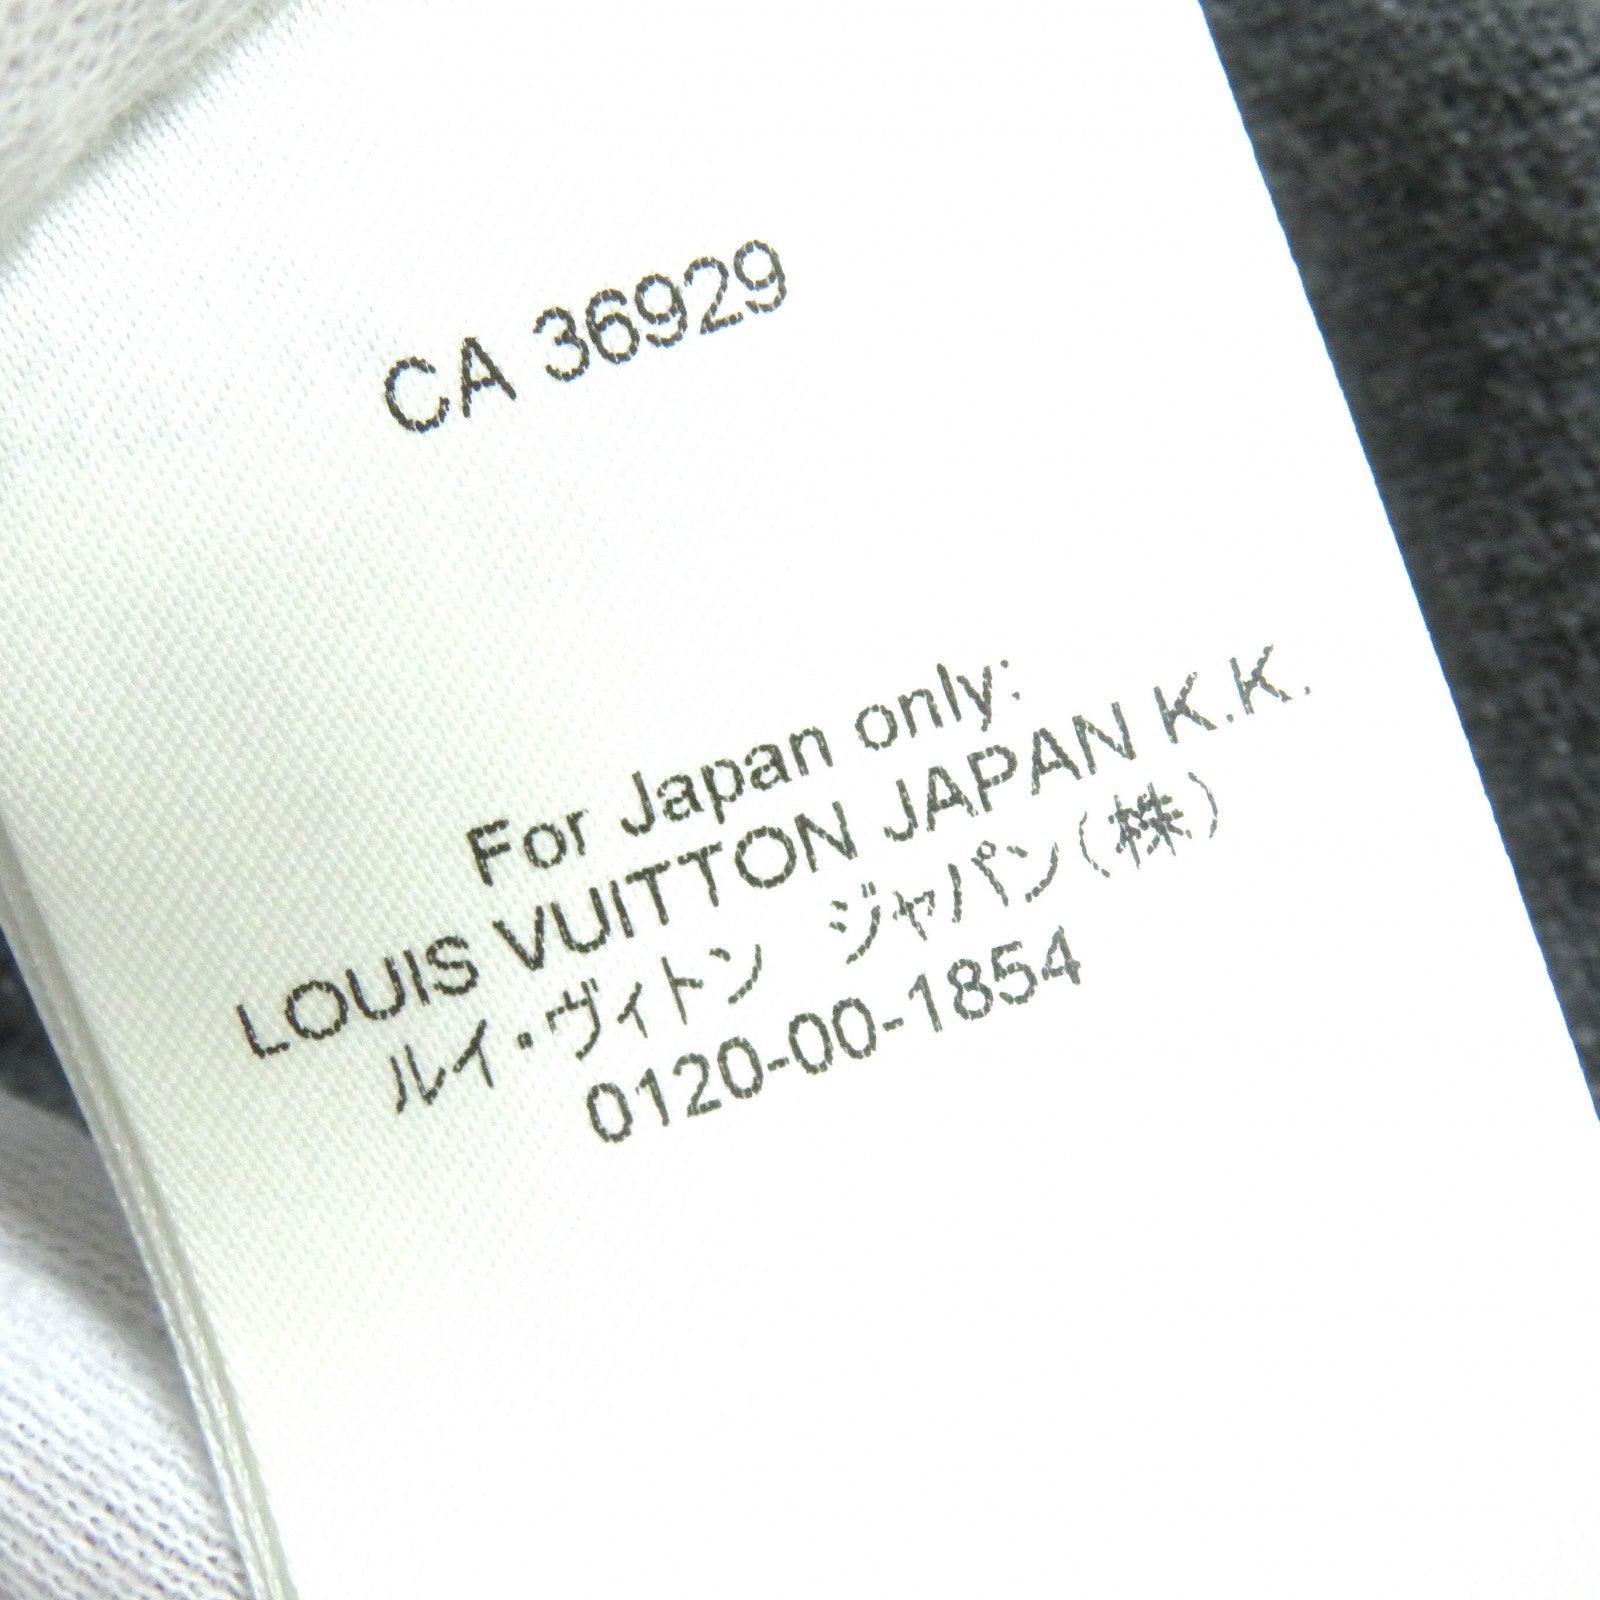 CA 36929
For Japan only:
LOUIS VUITTON JAPAN K.K.
ルイ・ヴィトン ジャパン(株)
0120-00-1854